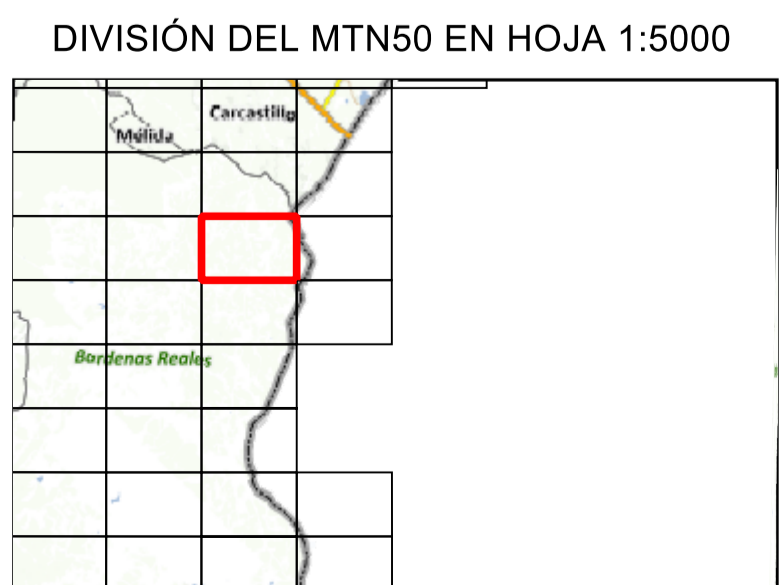 DIVISIÓN DEL MTN50 EN HOJA 1:5000
Carcastillo
Mélida
Bardenas Reales